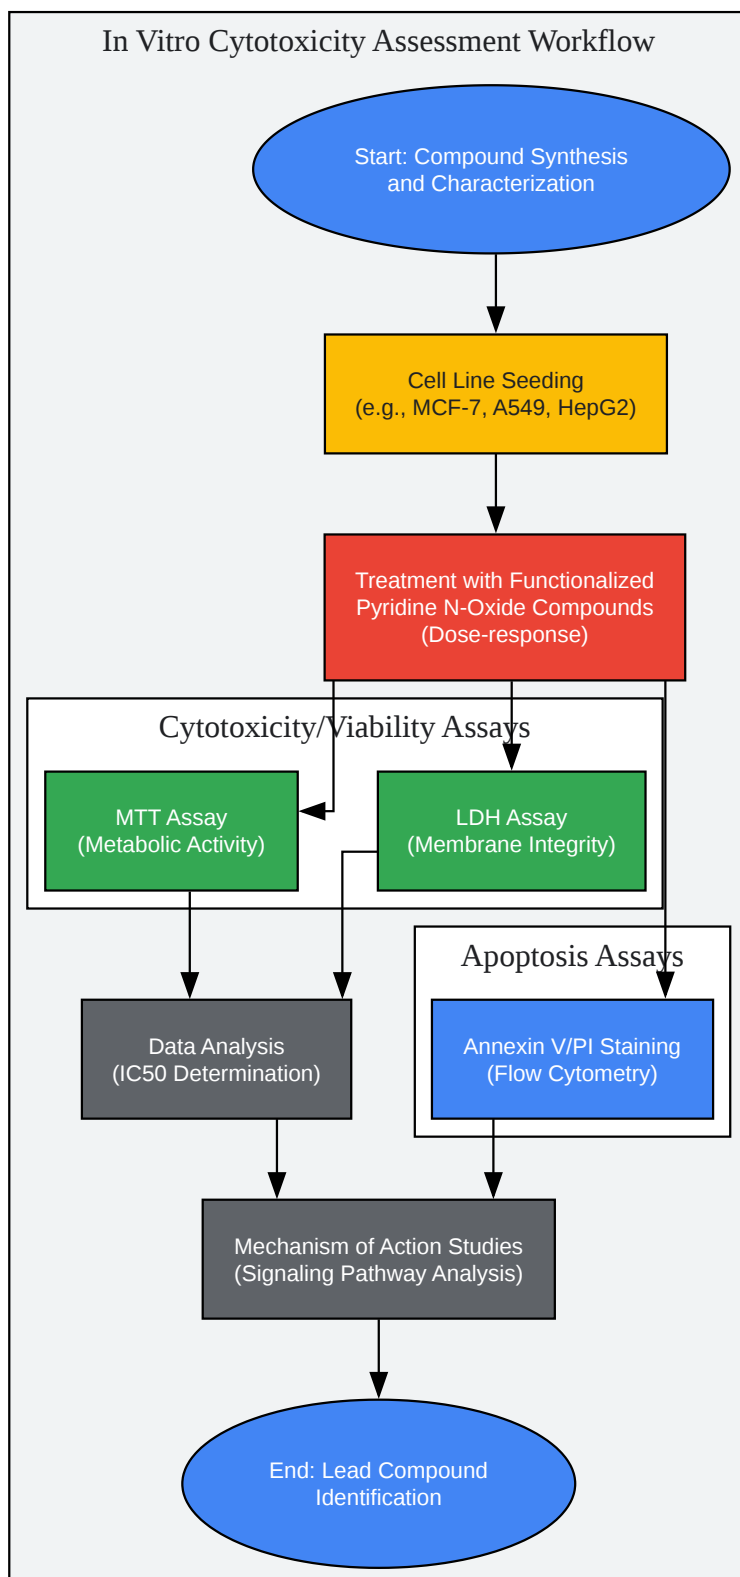 In Vitro Cytotoxicity Assessment Workflow
Start: Compound Synthesis
and Characterization
Cell Line Seeding
(e.g., MCF-7, A549, HepG2)
Treatment with Functionalized
Pyridine N-Oxide Compounds
(Dose-response)
Cytotoxicity/Viability Assays
MTT Assay
(Metabolic Activity)
LDH Assay
(Membrane Integrity)
Apoptosis Assays
Data Analysis
(IC50 Determination)
Annexin V/PI Staining
(Flow Cytometry)
Mechanism of Action Studies
(Signaling Pathway Analysis)
End: Lead Compound
Identification